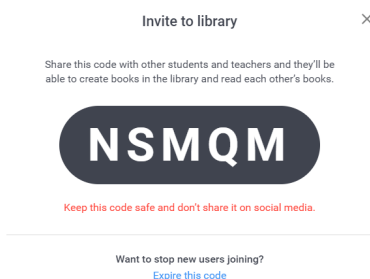 Invite to library
Share this code with other students and teachers and they'll be
able to create books in the library and read each other's books.
NSMQM
Keep this code safe and don't share it on social media.
Want to stop new users joining?
Expire this code